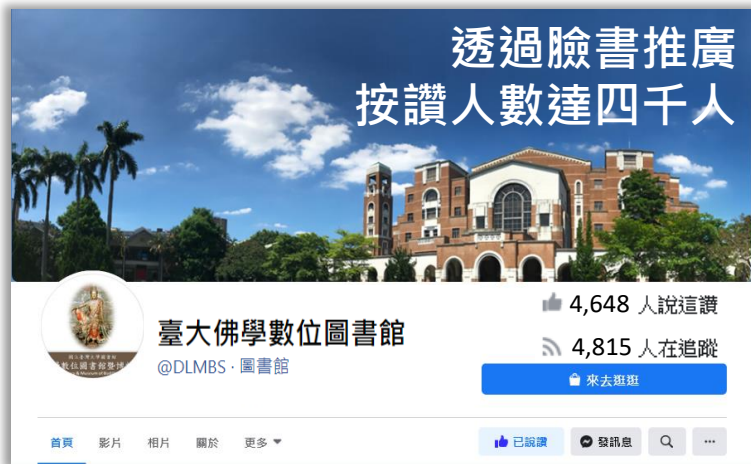 透過臉書推廣
按讚人數達四千人
臺大佛學數位圖書館
@DLMBS · 圖書館
4,648 人說這讚
4,815 人在追蹤
來去逛逛
首頁 影片 相片 關於 更多
已說讚 發訊息 ...